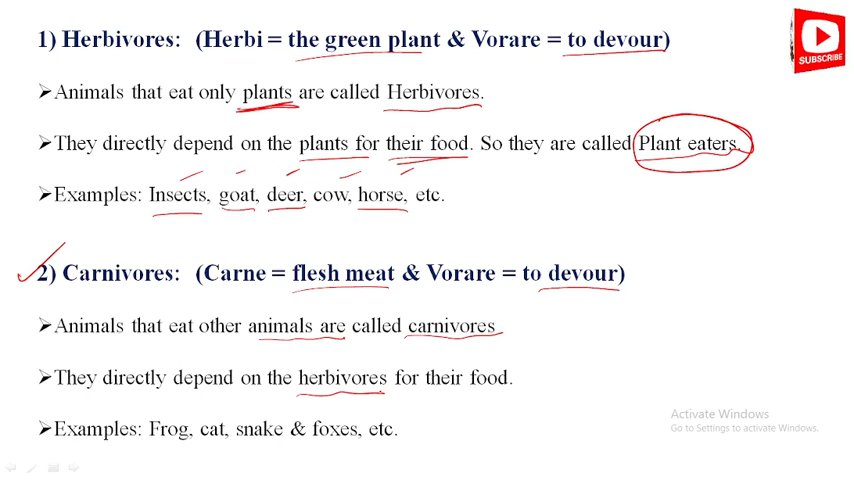 1) Herbivores: (Herbi = the green plant & Vorare = to devour)
SUBSCRIBE
➢Animals that eat only plants are called Herbivores.
➢They directly depend on the plants for their food. So they are called Plant eaters.
➢Examples: Insects, goat, deer, cow, horse, etc.
2) Carnivores: (Carne = flesh meat & Vorare = to devour)
➢Animals that eat other animals are called carnivores
➢They directly depend on the herbivores for their food.
➢Examples: Frog, cat, snake & foxes, etc.
Activate Windows
Go to Settings to activate Windows.